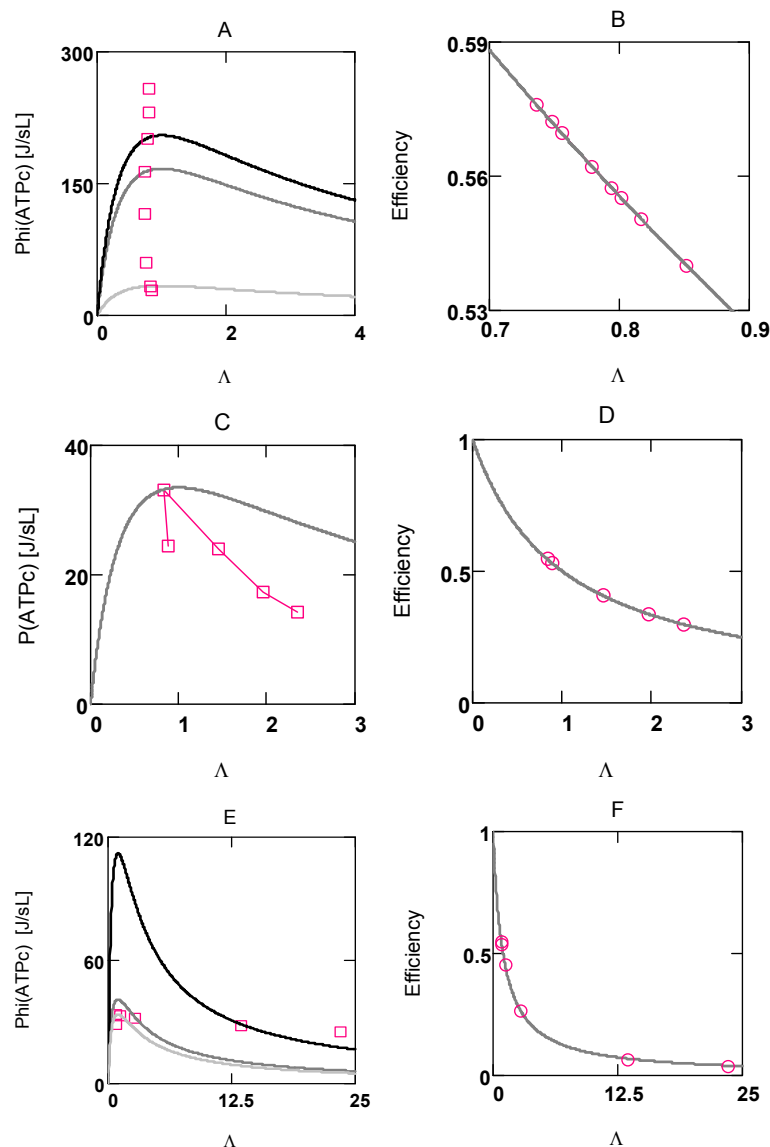 A
300
150
0
0
2
4
Phi(ATPc) [J/sL]
Λ
B
0.59
0.56
0.53
0.7
0.8
0.9
Efficiency
Λ
C
40
20
0
0
1
2
3
P(ATPc) [J/sL]
Λ
D
1
0.5
0
0
1
2
3
Efficiency
Λ
E
120
60
0
0
12.5
25
Phi(ATPc) [J/sL]
Λ
F
1
0.5
0
0
12.5
25
Efficiency
Λ